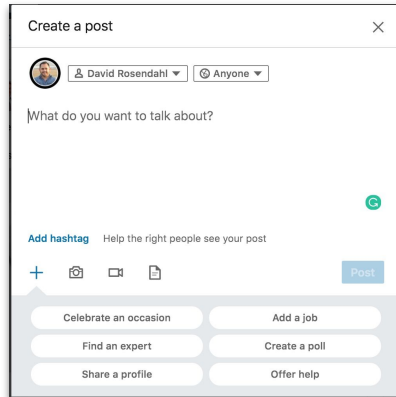 Create a post
David Rosendahl Anyone
What do you want to talk about?
Add hashtag Help the right people see your post
Post
Celebrate an occasion Add a job
Find an expert Create a poll
Share a profile Offer help